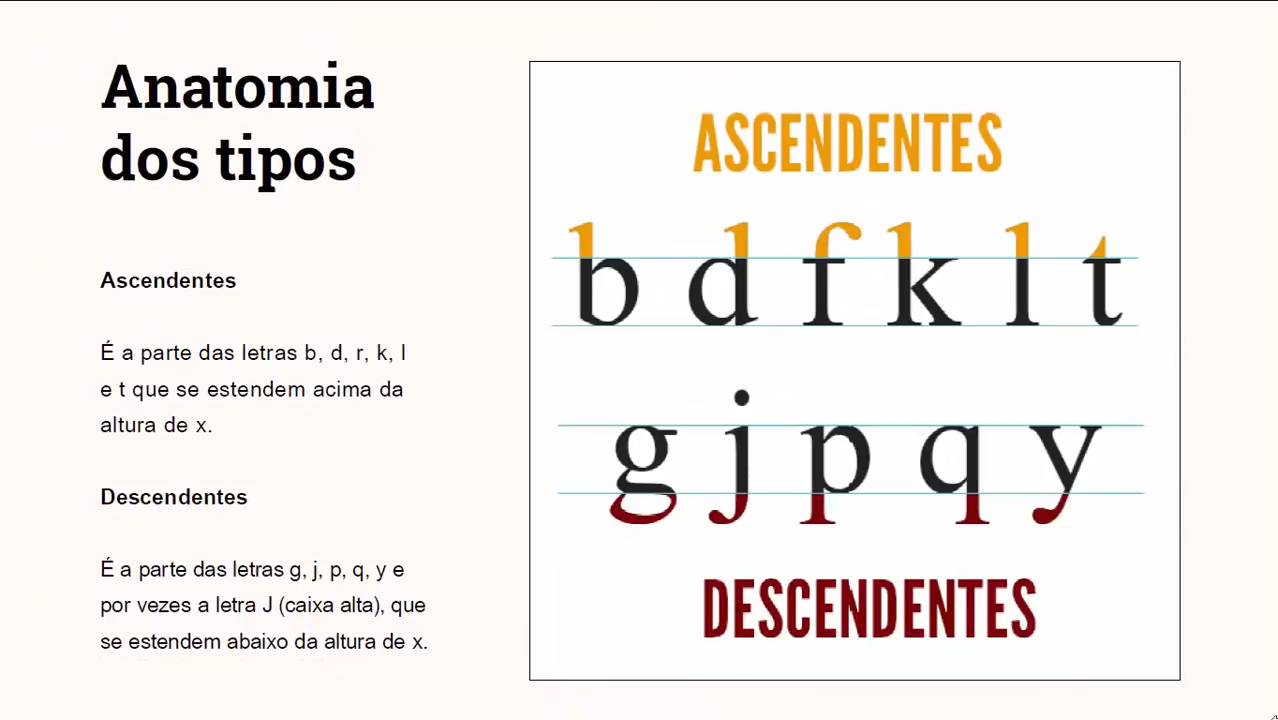 Anatomia
dos tipos
Ascendentes
É a parte das letras b, d, r, k, l
e t que se estendem acima da
altura de x.
Descendentes
É a parte das letras g, j, p, q, y e
por vezes a letra J (caixa alta), que
se estendem abaixo da altura de x.
ASCENDENTES
b d f k l t
g j p q y
DESCENDENTES